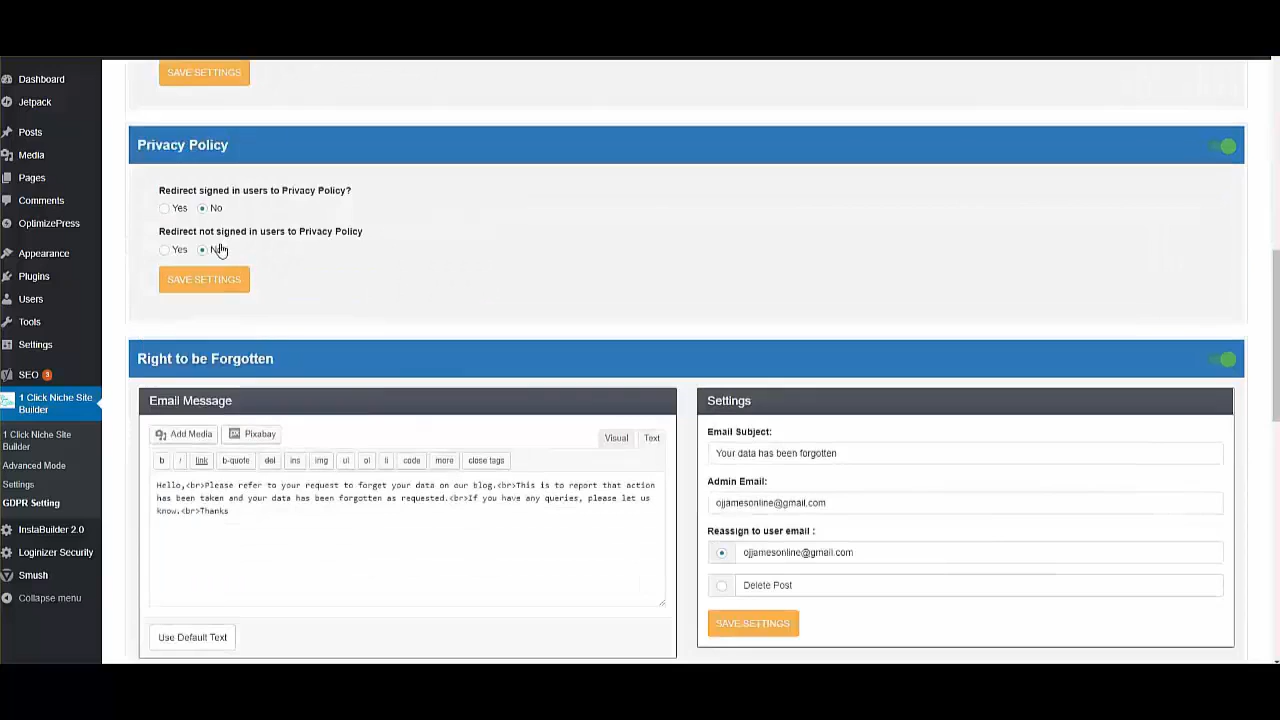 Dashboard
Jetpack
Posts
Media
Pages
Comments
OptimizePress
Appearance
Plugins
Users
Tools
Settings
SEO 3
1 Click Niche Site
Builder
1 Click Niche Site
Builder
Advanced Mode
Settings
GDPR Setting
InstaBuilder 2.0
Loginizer Security
Smush
Collapse menu
SAVE SETTINGS
Privacy Policy
Redirect signed in users to Privacy Policy?
Yes No
Redirect not signed in users to Privacy Policy
Yes No
SAVE SETTINGS
Right to be Forgotten
Email Message
Add Media Pixabay
Visual Text
b i link b-quote del ins img ul ol li code more close tags
Hello,<br>Please refer to your request to forget your data on our blog.<br>This is to report that action
has been taken and your data has been forgotten as requested.<br>If you have any queries, please let us
know.<br>Thanks
Use Default Text
Settings
Email Subject:
Your data has been forgotten
Admin Email:
ojjamesonline@gmail.com
Reassign to user email :
ojjamesonline@gmail.com
Delete Post
SAVE SETTINGS